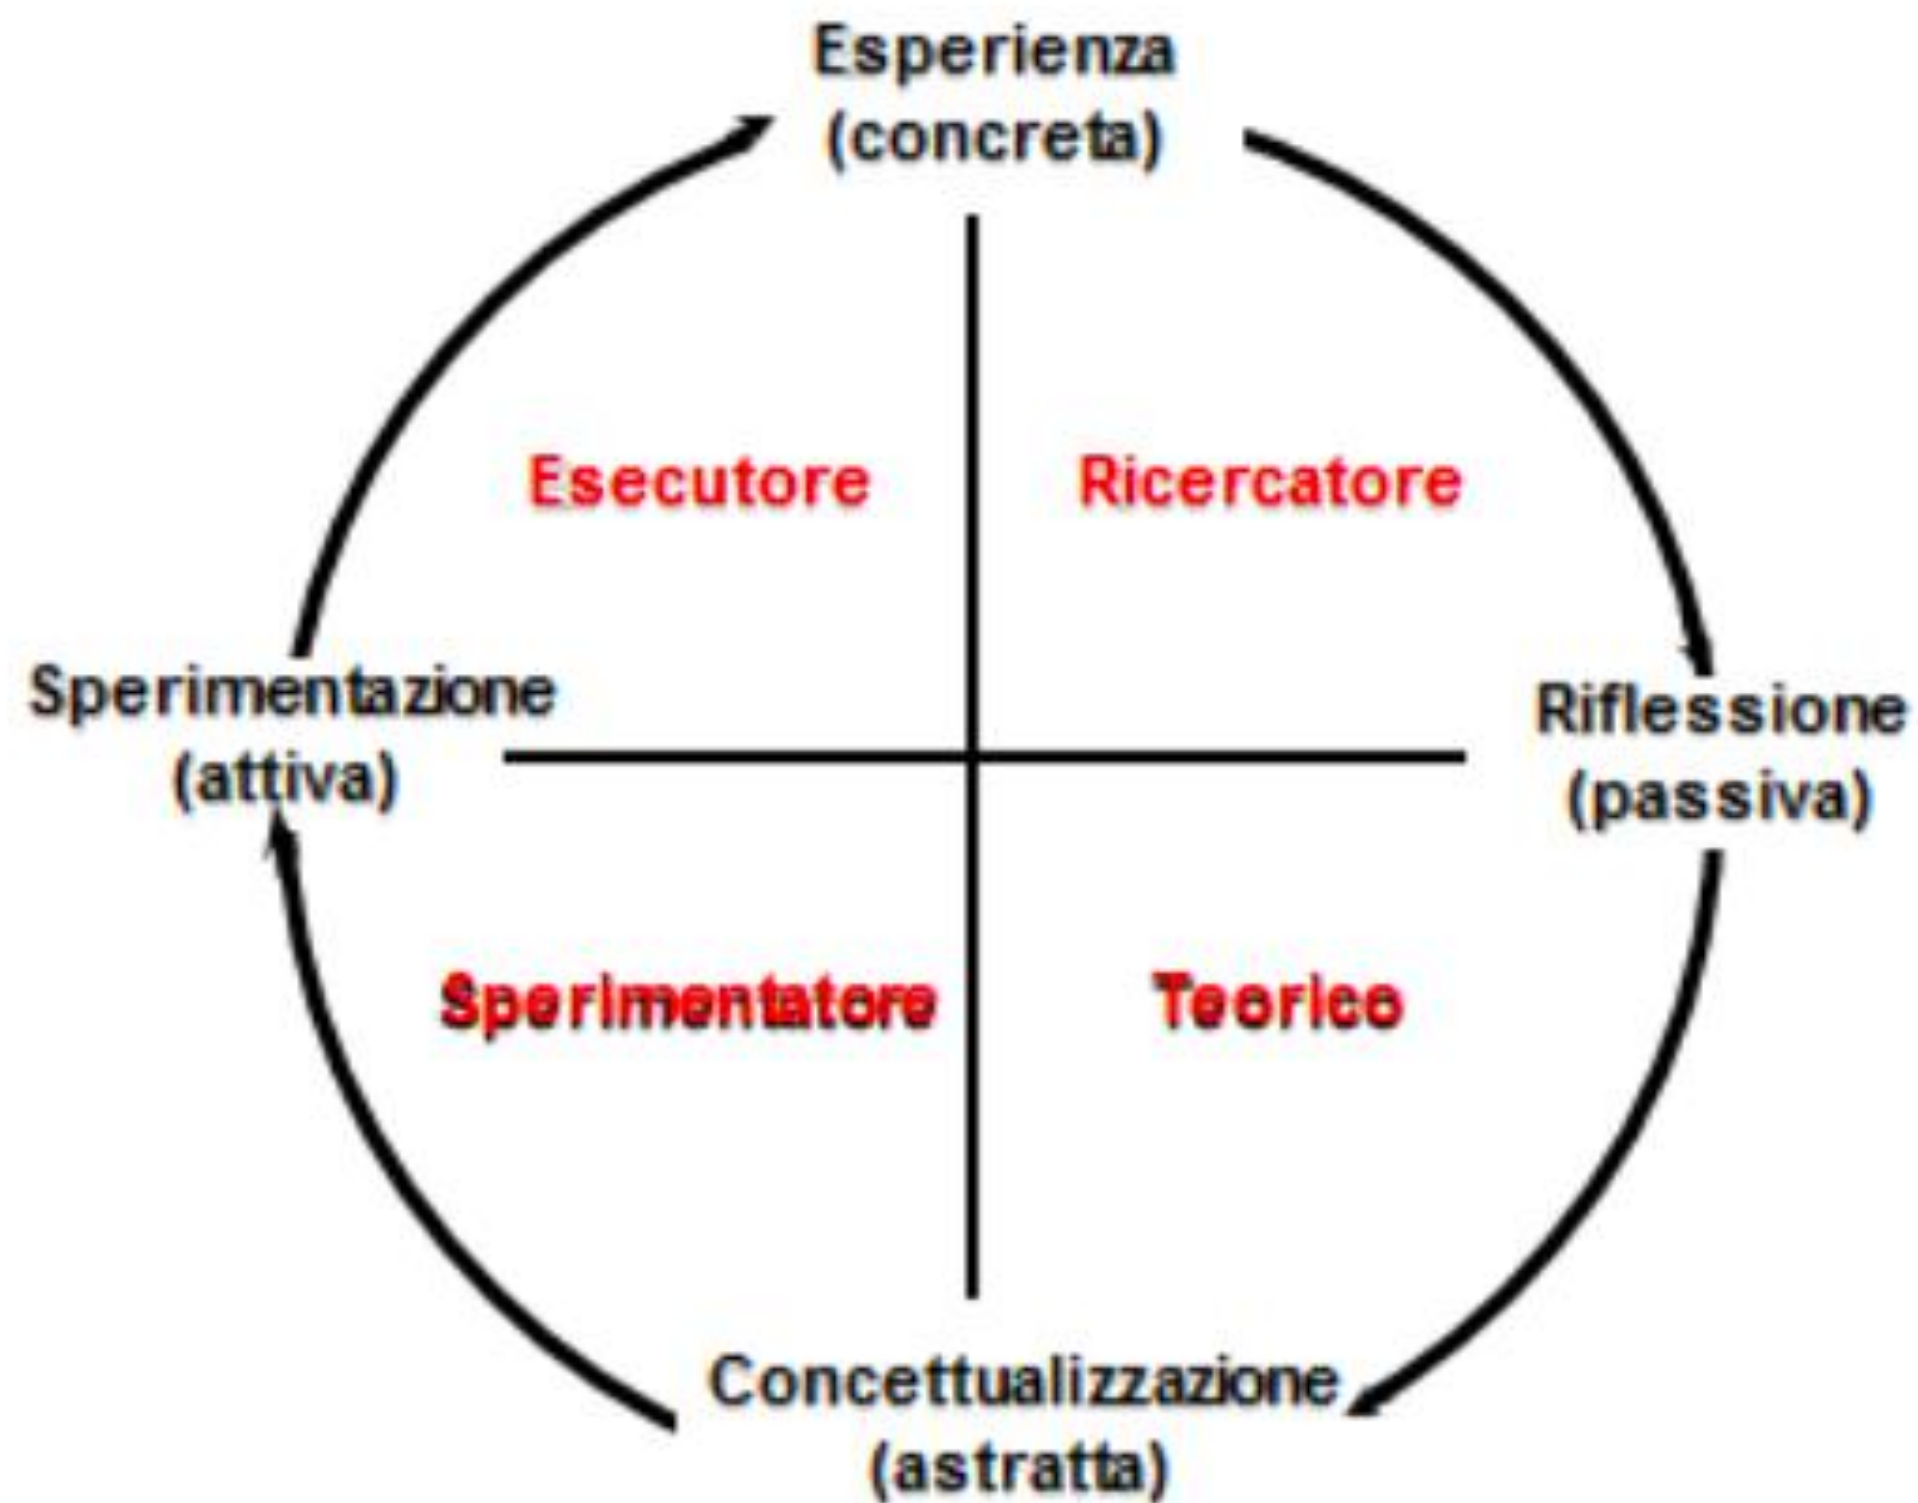 Esperienza
(concreta)
Esecutore
Ricercatore
Sperimentazione
(attiva)
Riflessione
(passiva)
Sperimentatore
Teorico
Concettualizzazione
(astratta)